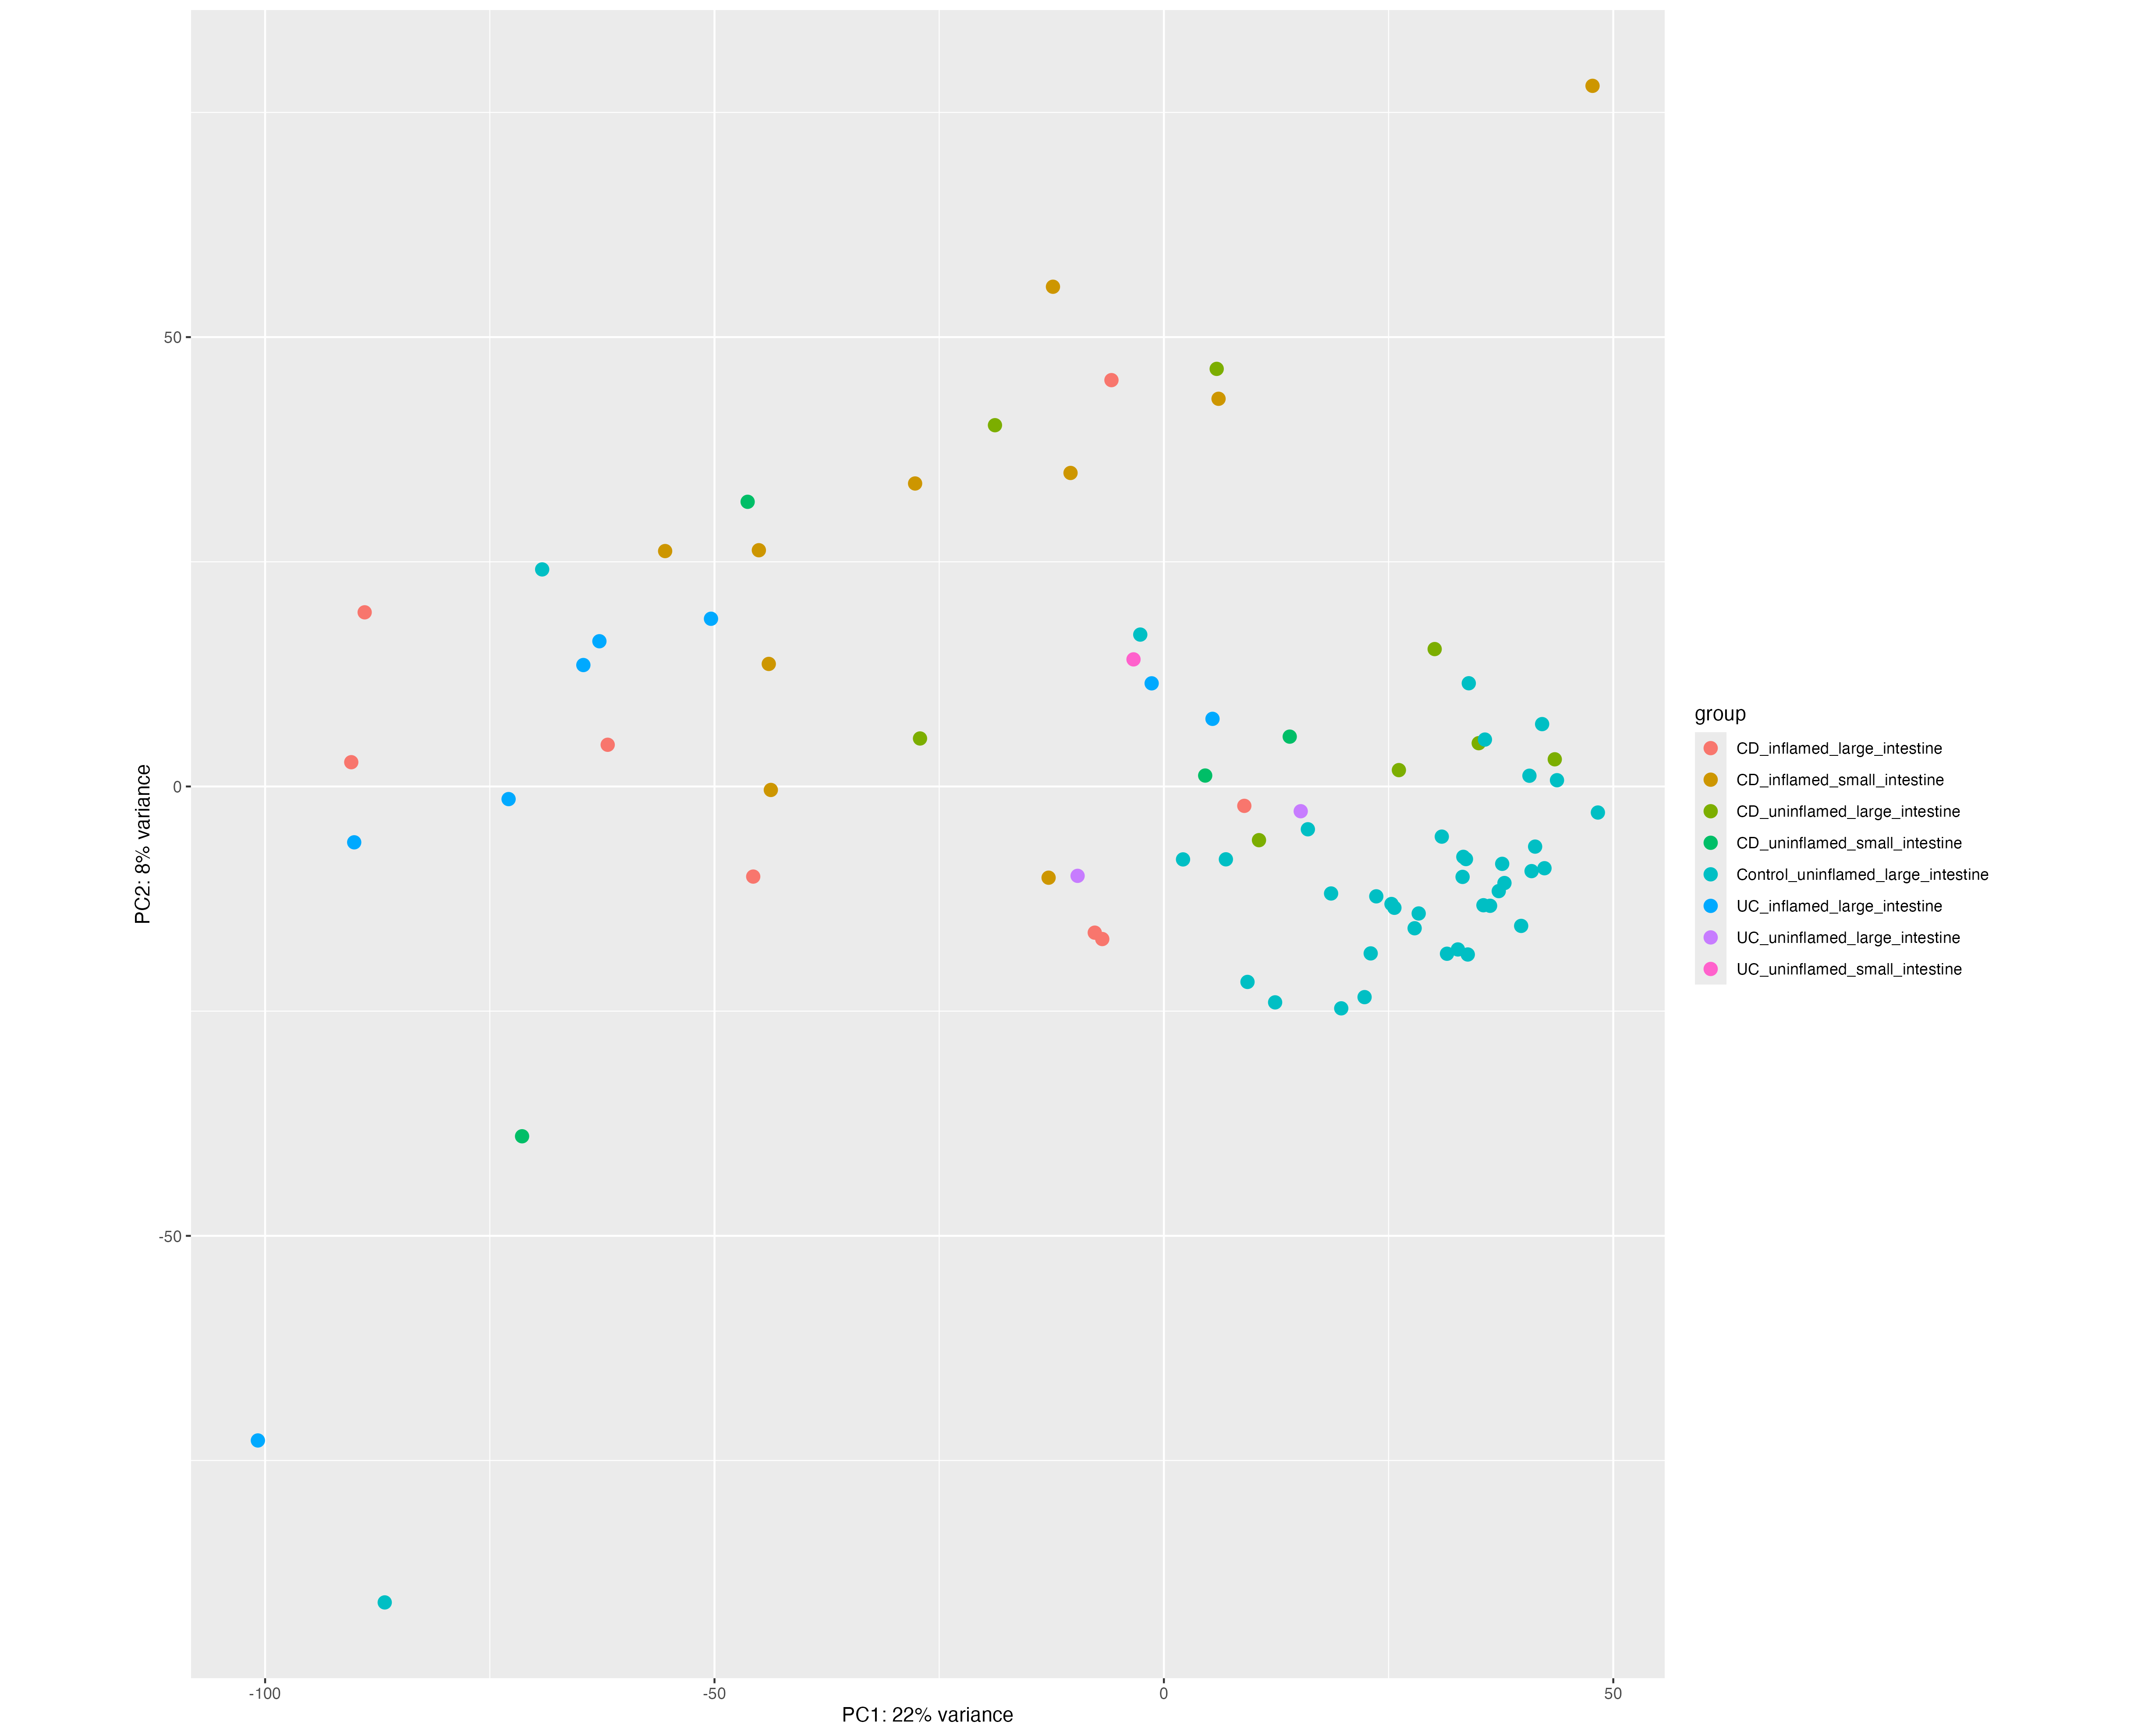 50
0
-50
PC2: 8% variance
-100
-50
0
50
PC1: 22% variance
group
CD_inflamed_large_intestine
CD_inflamed_small_intestine
CD_uninflamed_large_intestine
CD_uninflamed_small_intestine
Control_uninflamed_large_intestine
UC_inflamed_large_intestine
UC_uninflamed_large_intestine
UC_uninflamed_small_intestine